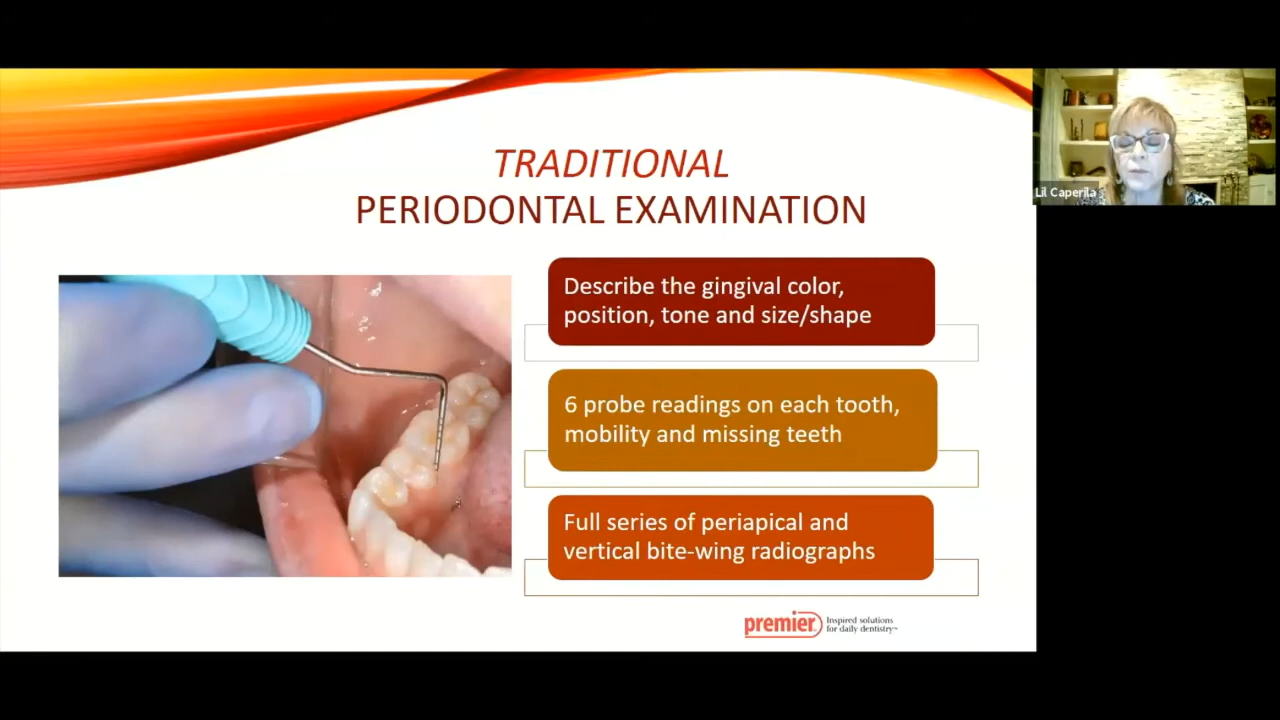 TRADITIONAL
PERIODONTAL EXAMINATION
Describe the gingival color,
position, tone and size/shape
6 probe readings on each tooth,
mobility and missing teeth
Full series of periapical and
vertical bite-wing radiographs
premier
Inspired solutions
for daily dentistry™
Lil Caperila